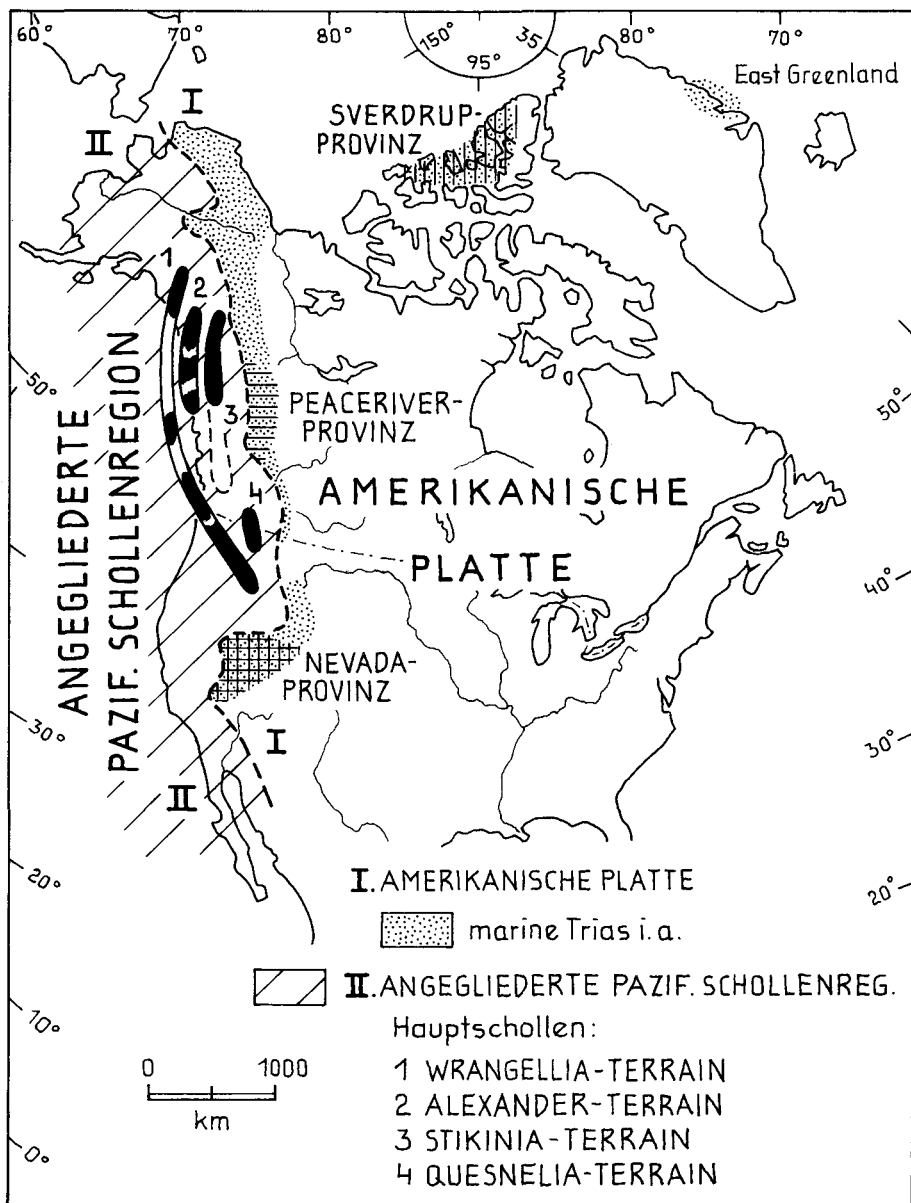 60° 70° I 80° 150° 35 80° 70°
95°
East Greenland
SVERDRUP-
PROVINZ
II
1
2
50°
ANGEGLIEDERTE
PAZIF. SCHOLLENREGION
3
PEACERIVER-
PROVINZ
50°
4
AMERIKANISCHE
PLATTE
40°
NEVADA-
PROVINZ
30°
I
30°
II
20°
I. AMERIKANISCHE PLATTE
20°
marine Trias i. a.
II. ANGEGLIEDERTE PAZIF. SCHOLLENREG.
10°
Hauptschollen:
0 1000
km
1 WRANGELLIA-TERRAIN
2 ALEXANDER-TERRAIN
3 STIKINIA-TERRAIN
0°
4 QUESNELIA-TERRAIN